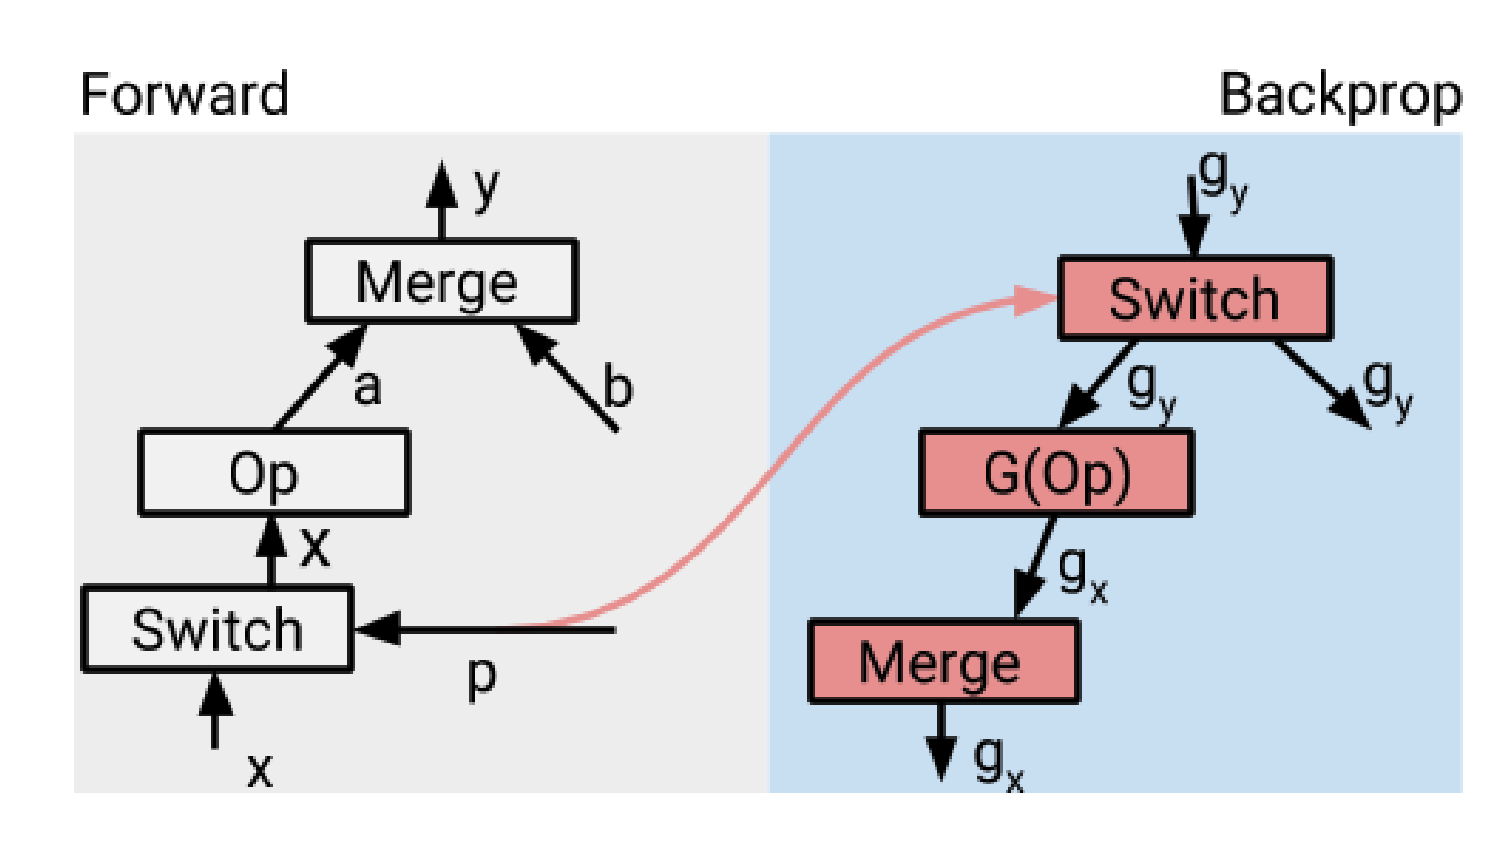 Forward
Backprop
y
Merge
a
b
Op
x
Switch
p
x
g_y
Switch
g_y
g_y
G(Op)
g_x
Merge
g_x